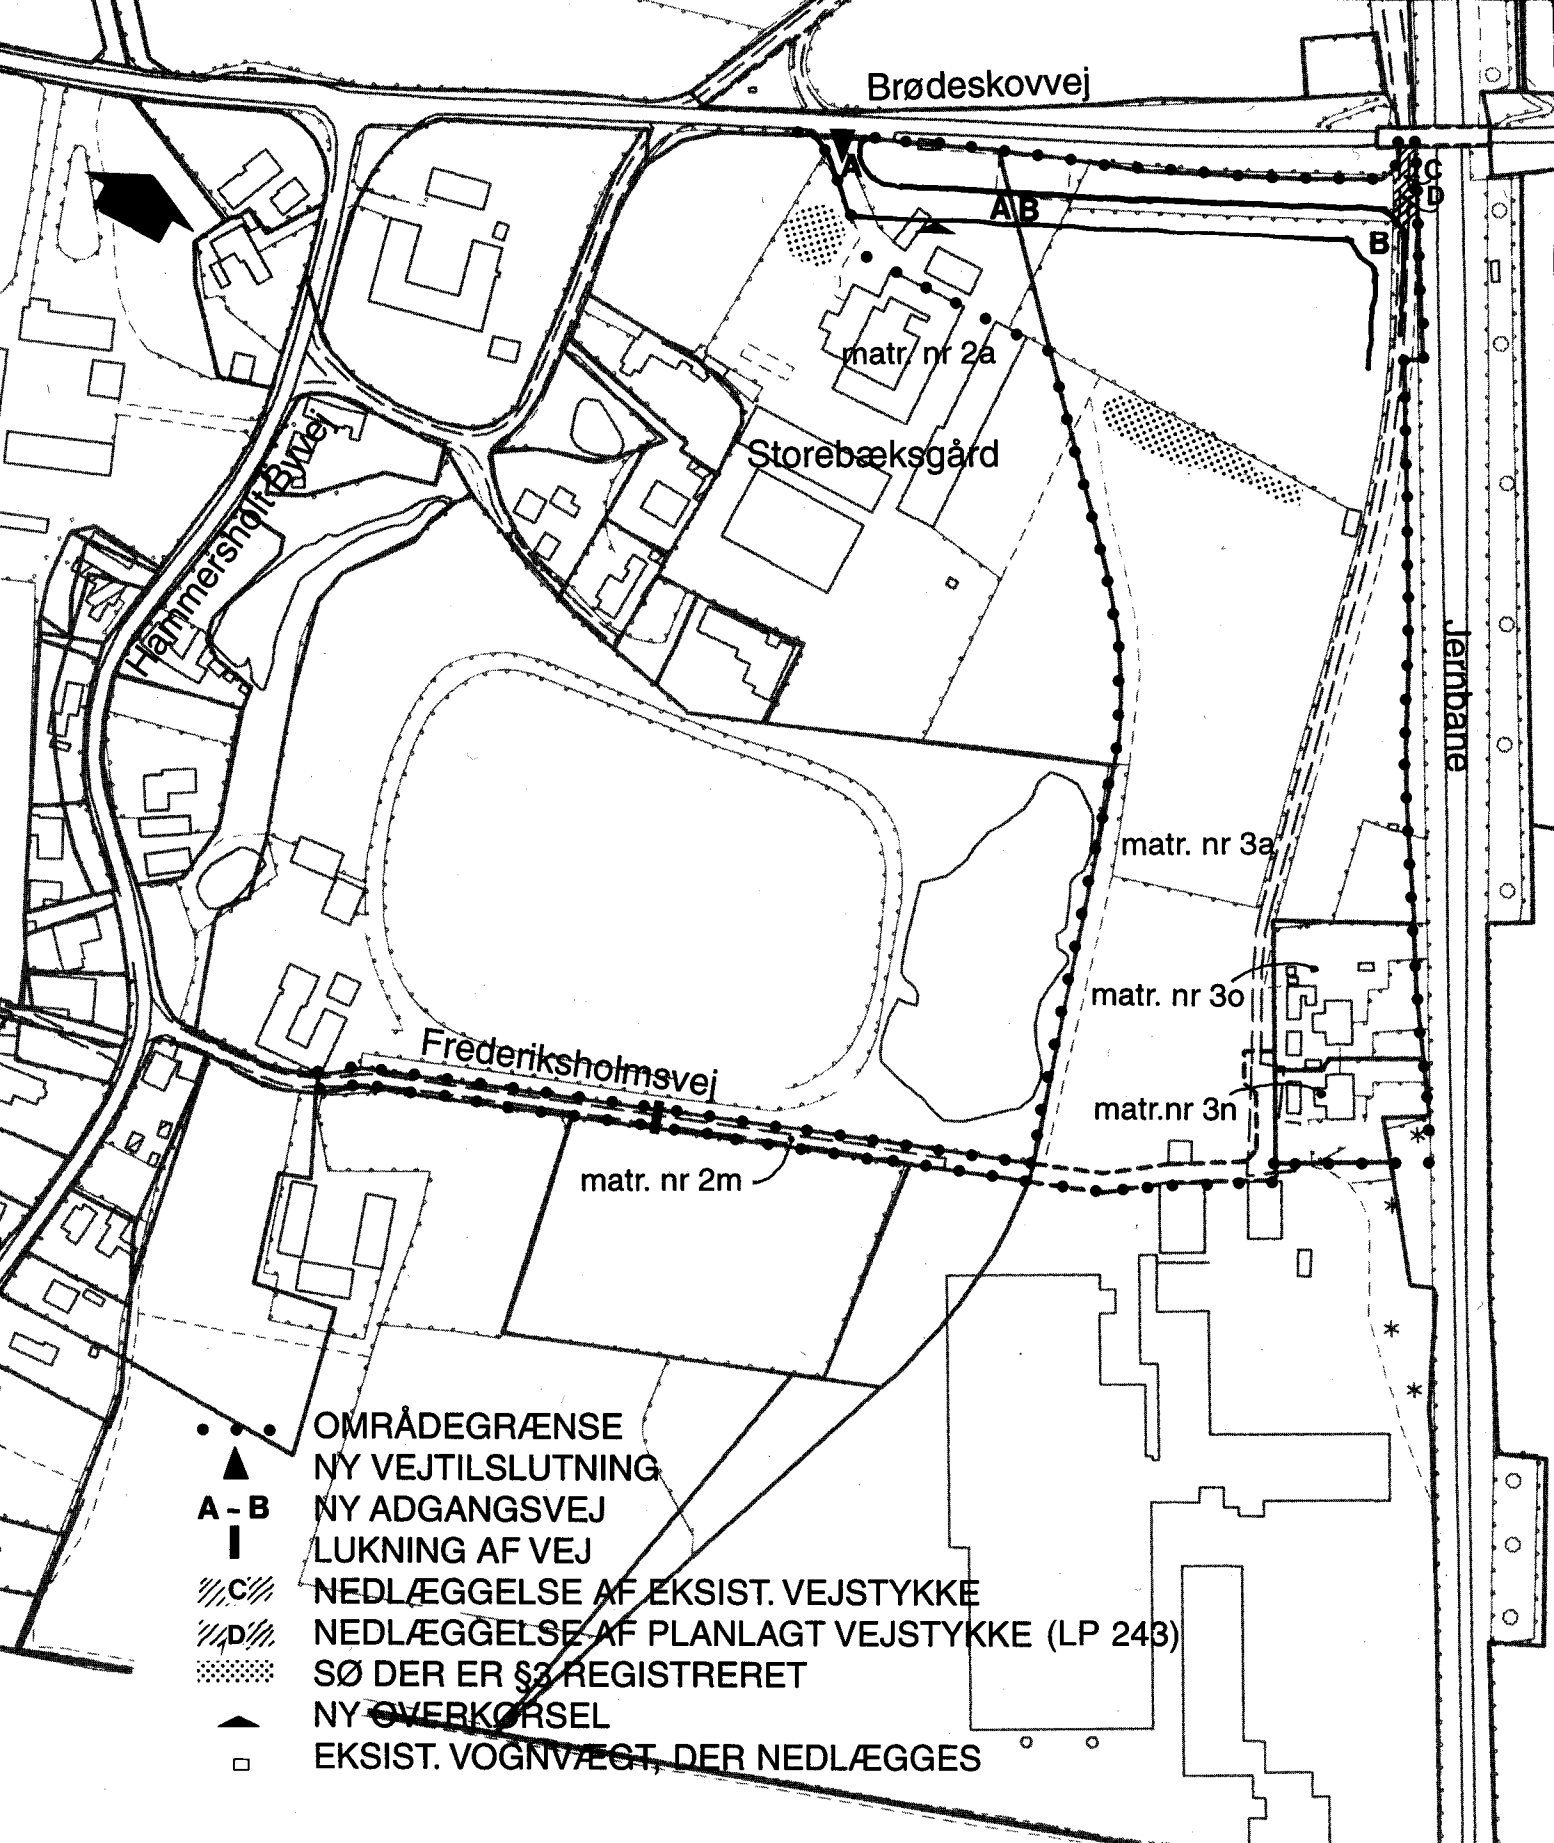 Brødeskovvej
A
C
D
A B
B
matr. nr 2a
Storebæksgård
Hammersholt Byvej
Jernbane
matr. nr 3a
matr. nr 3o
Frederiksholmsvej
matr.nr 3n
matr. nr 2m
OMRÅDEGRÆNSE
NY VEJTILSLUTNING
A - B NY ADGANGSVEJ
LUKNING AF VEJ
C NEDLÆGGELSE AF EKSIST. VEJSTYKKE
D NEDLÆGGELSE AF PLANLAGT VEJSTYKKE (LP 243)
SØ DER ER §3 REGISTRERET
NY OVERKØRSEL
EKSIST. VOGNVÆGT, DER NEDLÆGGES